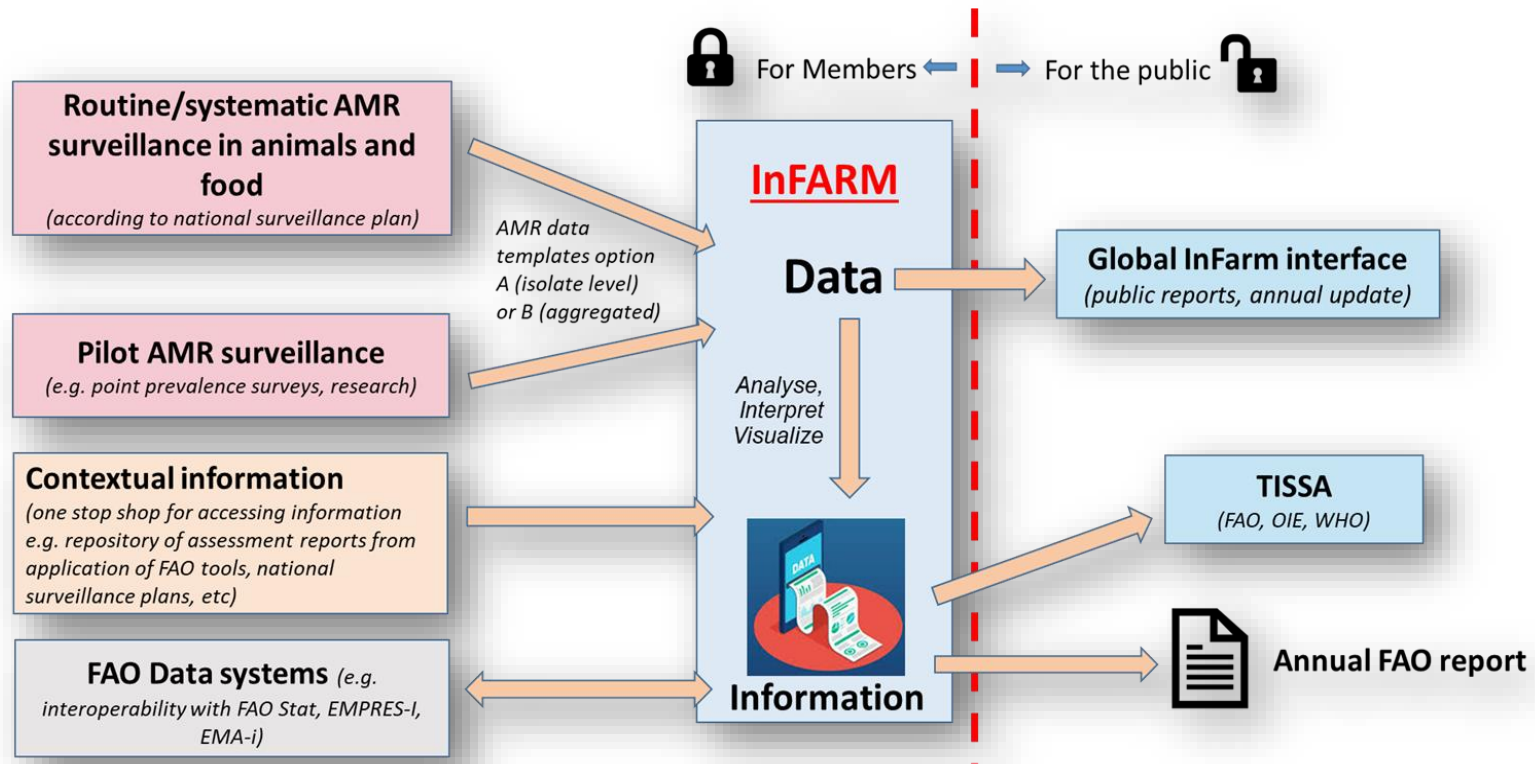 For Members
For the public
Routine/systematic AMR
surveillance in animals and
food
(according to national surveillance plan)
AMR data
templates option
A (isolate level)
or B (aggregated)
Pilot AMR surveillance
(e.g. point prevalence surveys, research)
Contextual information
(one stop shop for accessing information
e.g. repository of assessment reports from
application of FAO tools, national
surveillance plans, etc)
FAO Data systems (e.g.
interoperability with FAO Stat, EMPRES-I,
EMA-i)
InFARM
Data
Analyse,
Interpret
Visualize
DATA
Information
Global InFarm interface
(public reports, annual update)
TISSA
(FAO, OIE, WHO)
Annual FAO report